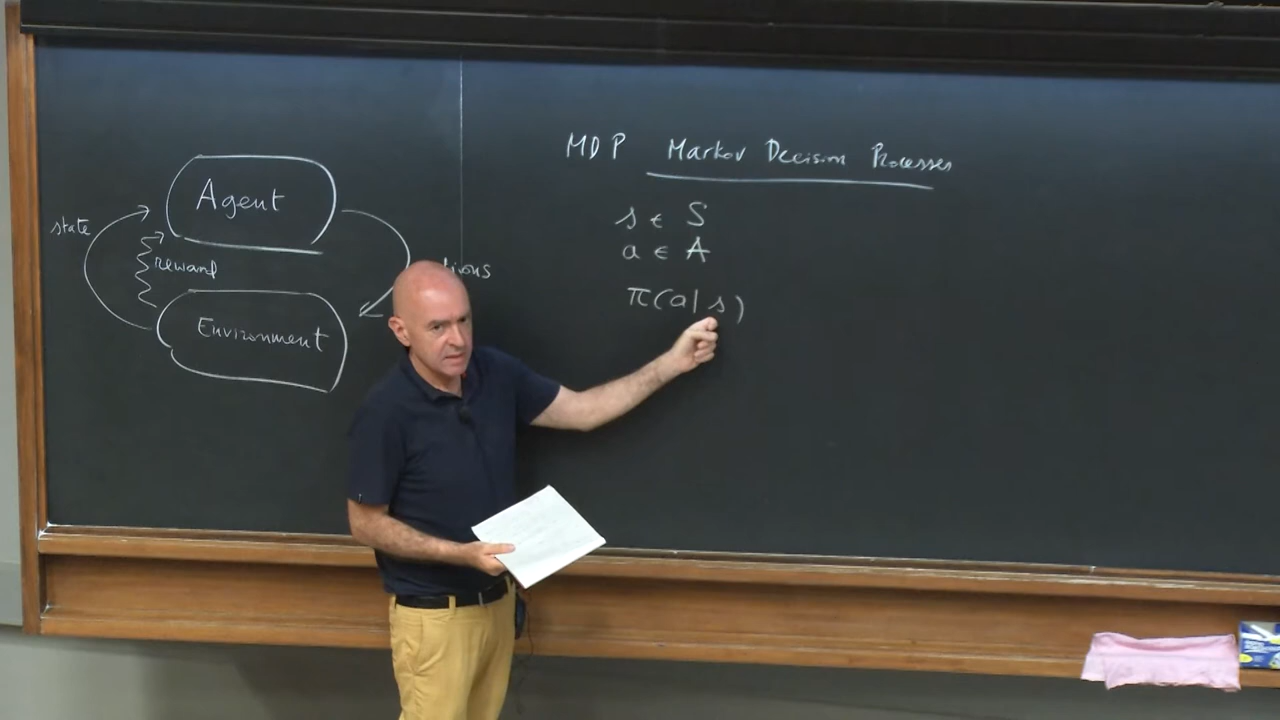 Agent
state
reward
Environment
MDP Markov Decision Processes
s ∈ S
a ∈ A
π(a|s)